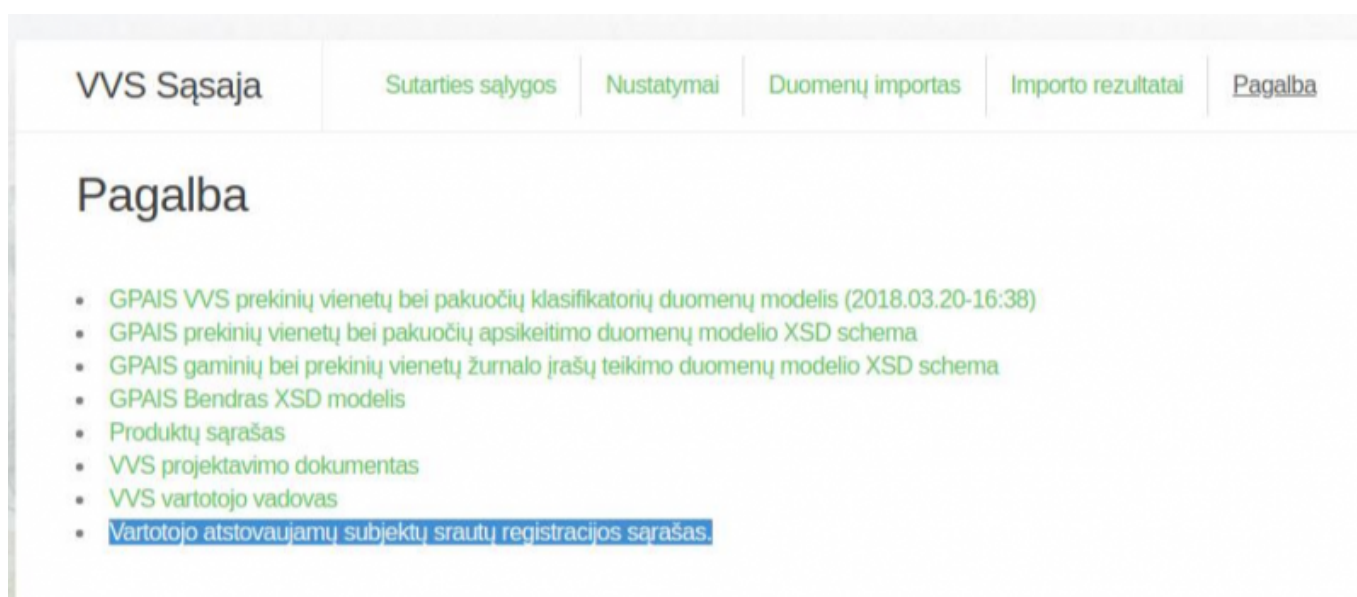 VVS Sąsaja Sutarties sąlygos Nustatymai Duomenų importas Importo rezultatai Pagalba
Pagalba
GPAIS VVS prekinių vienetų bei pakuočių klasifikatorių duomenų modelis (2018.03.20-16:38)
GPAIS prekinių vienetų bei pakuočių apsikeitimo duomenų modelio XSD schema
GPAIS gaminių bei prekinių vienetų žurnalo įrašų teikimo duomenų modelio XSD schema
GPAIS Bendras XSD modelis
Produktų sąrašas
VVS projektavimo dokumentas
VVS vartotojo vadovas
Vartotojo atstovaujamų subjektų srautų registracijos sąrašas.